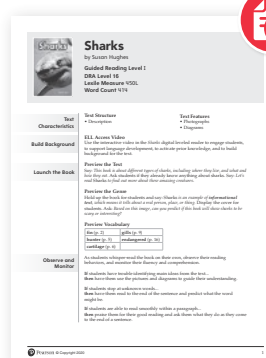 Sharks
by Susan Hughes
Guided Reading Level I
DRA Level 16
Lexile Measure 450L
Word Count 474
Text Characteristics
Text Structure
• Description
Text Features
• Photographs
• Diagrams
Build Background
ELL Access Video
Use the interactive video in the digital leveled reader to engage students,
to support language development, to activate prior knowledge, and to build
background for the text.
Launch the Book
Preview the Text
Say: This book is about different types of sharks, including where they live, and what and
how they eat. Ask students if they already know anything about sharks. Say: Let's
read Sharks to find out more about these amazing creatures.
Preview the Genre
Hold up the book for students and say: Sharks is an example of informational
text, which means it tells about a real person, place, or thing. Display the cover for
students. Ask: Based on this image, can you predict if this book will show sharks to be
scary or interesting?
Preview Vocabulary
fin (p. 2) gills (p. 9)
hunter (p. 5) endangered (p. 16)
cartilage (p. 8)
Observe and Monitor
As students whisper-read the book on their own, observe their reading
behaviors, and monitor their fluency and comprehension.
If students have trouble identifying main ideas from the text...
then have them use the pictures and diagrams to guide their understanding.
If students stop at nuisance words...
then have them read to the end of the sentence and predict what the word
might be.
If students are able to read smoothly within a paragraph...
then praise them for their good reading and ask them what they do as they come
to the end of a sentence.
Pearson © Copyright